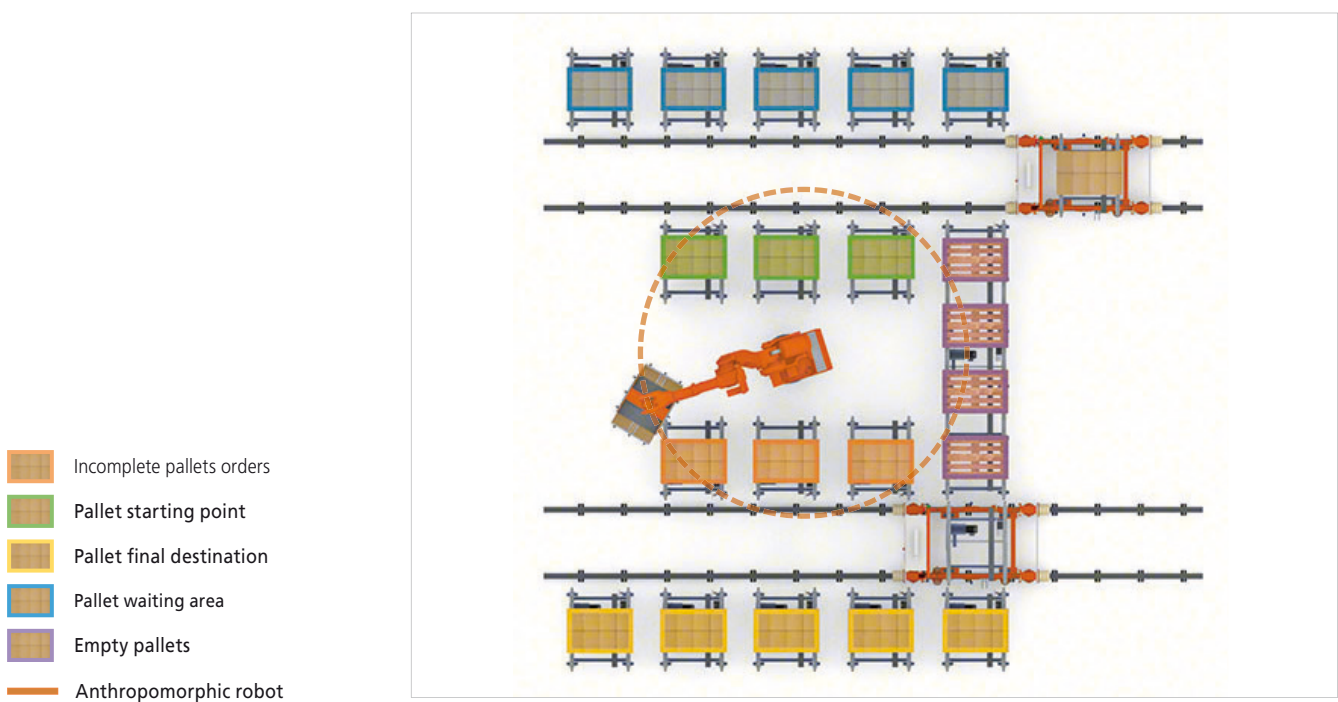 Incomplete pallets orders
Pallet starting point
Pallet final destination
Pallet waiting area
Empty pallets
Anthropomorphic robot